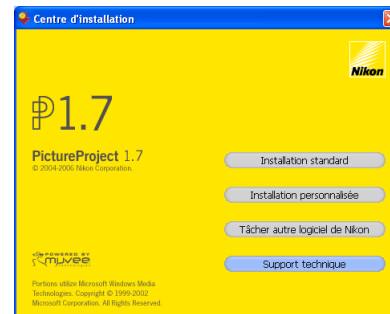 Centre d'installation
Nikon
P1.7
PictureProject 1.7
© 2004-2006 Nikon Corporation.
Installation standard
Installation personnalisée
Tâcher autre logiciel de Nikon
Support technique
POWERED BY
muvee
Portions utilize Microsoft Windows Media
Technologies. Copyright © 1999-2002
Microsoft Corporation. All Rights Reserved.